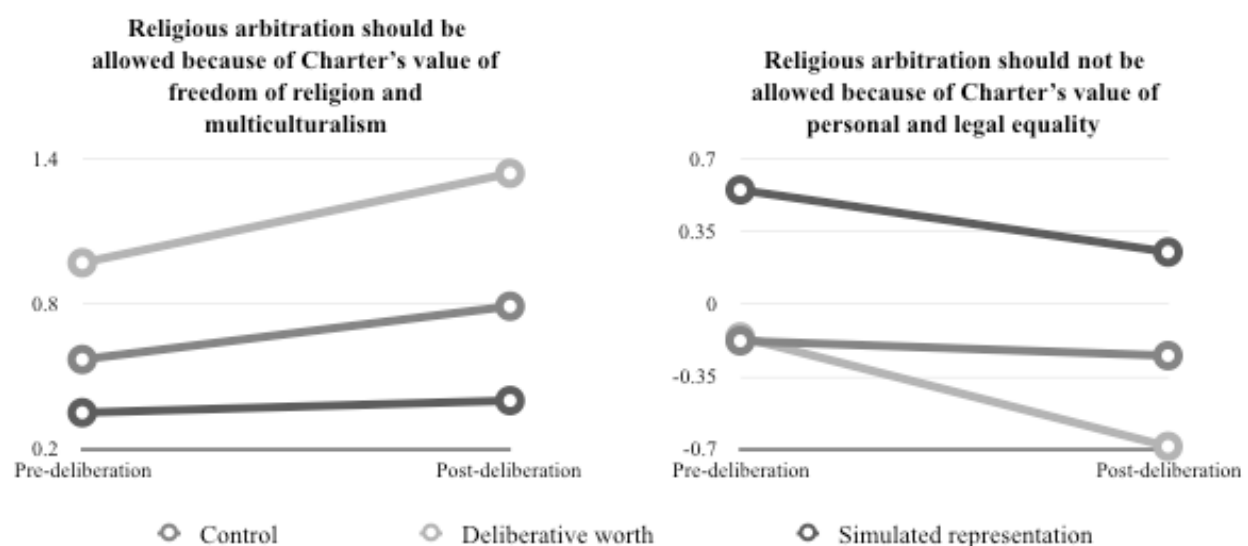 Religious arbitration should be
allowed because of Charter's value of
freedom of religion and
multiculturalism
1.4
0.8
0.2
Pre-deliberation
Post-deliberation
Religious arbitration should not be
allowed because of Charter's value of
personal and legal equality
0.7
0.35
0
-0.35
-0.7
Pre-deliberation
Post-deliberation
Control
Deliberative worth
Simulated representation